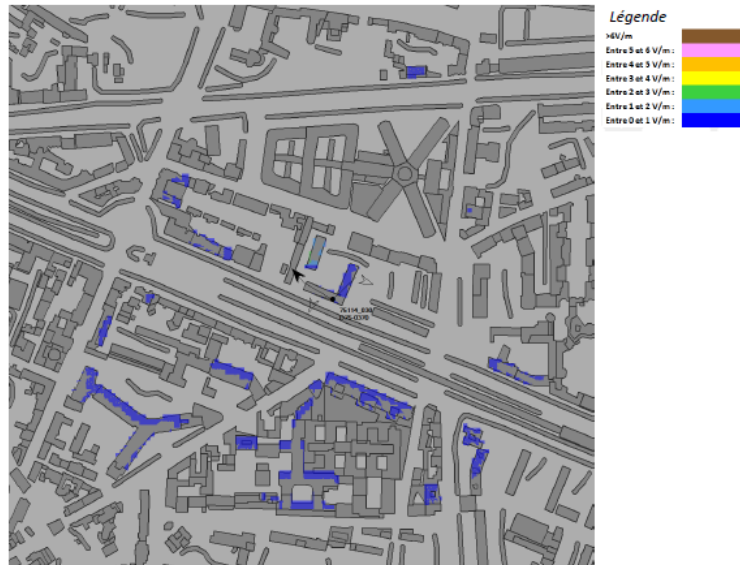 Légende
>6V/m
Entre 5 et 6 V/m :
Entre 4 et 5 V/m :
Entre 3 et 4 V/m :
Entre 2 et 3 V/m :
Entre 1 et 2 V/m :
Entre 0 et 1 V/m :